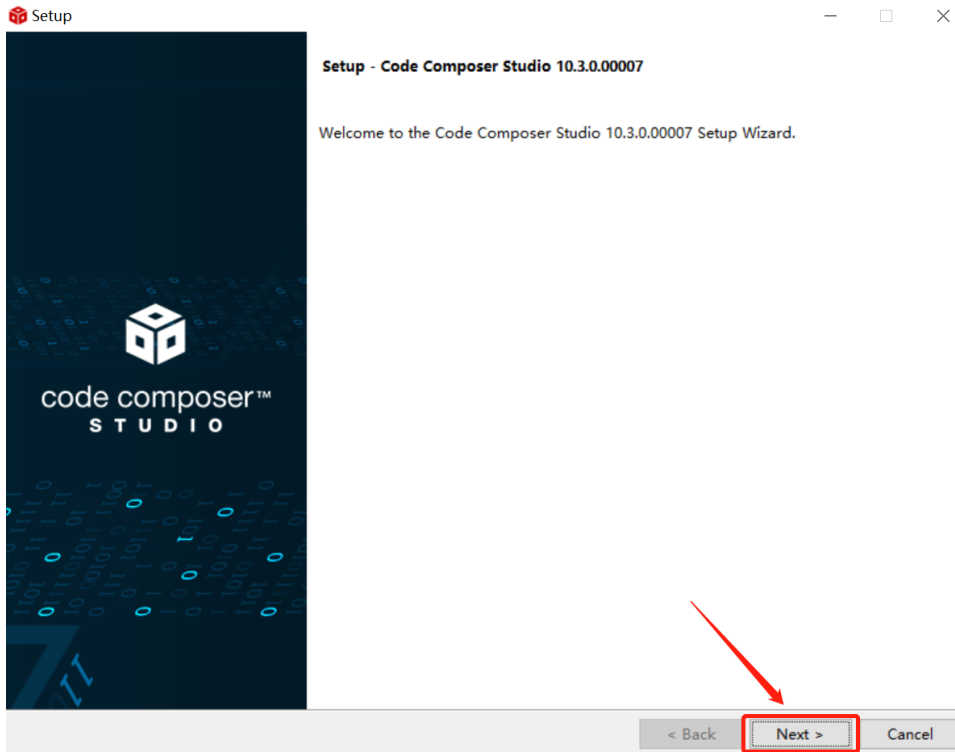 Setup
Setup - Code Composer Studio 10.3.0.00007
Welcome to the Code Composer Studio 10.3.0.00007 Setup Wizard.
code composer™
STUDIO
< Back
Next >
Cancel